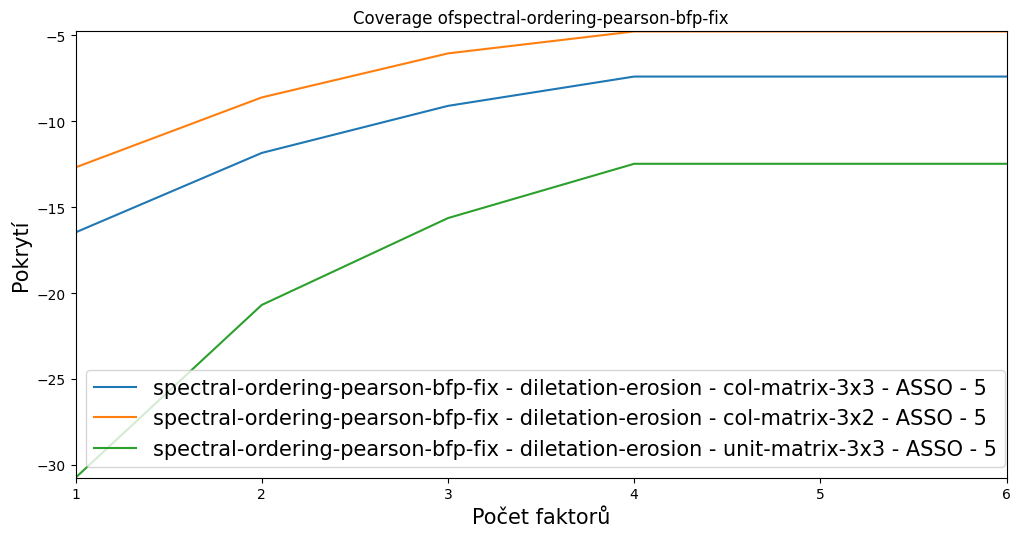 Coverage ofspectral-ordering-pearson-bfp-fix
Pokrytí
−5
−10
−15
−20
−25
−30
spectral-ordering-pearson-bfp-fix - diletation-erosion - col-matrix-3x3 - ASSO - 5
spectral-ordering-pearson-bfp-fix - diletation-erosion - col-matrix-3x2 - ASSO - 5
spectral-ordering-pearson-bfp-fix - diletation-erosion - unit-matrix-3x3 - ASSO - 5
1 2 3 4 5 6
Počet faktorů